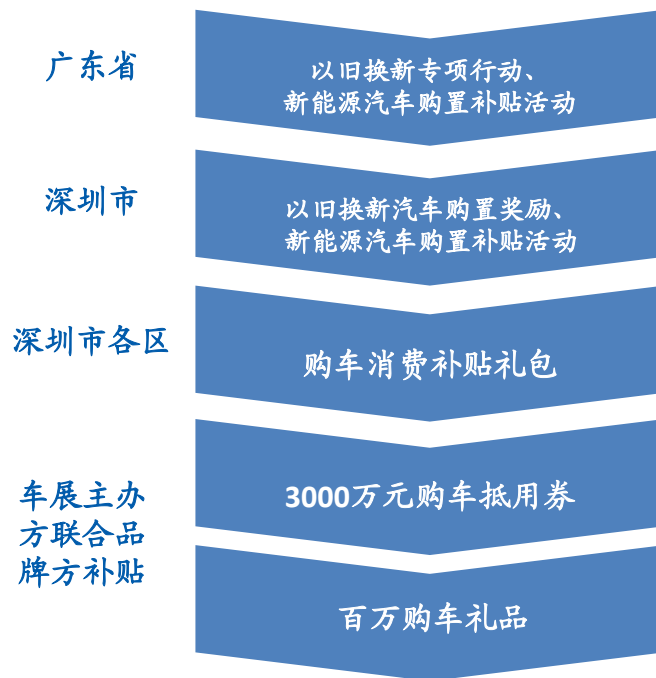 广东省
以旧换新专项行动、
新能源汽车购置补贴活动
深圳市
以旧换新汽车购置奖励、
新能源汽车购置补贴活动
深圳市各区
购车消费补贴礼包
车展主办
方联合品
牌方补贴
3000万元购车抵用券
百万购车礼品